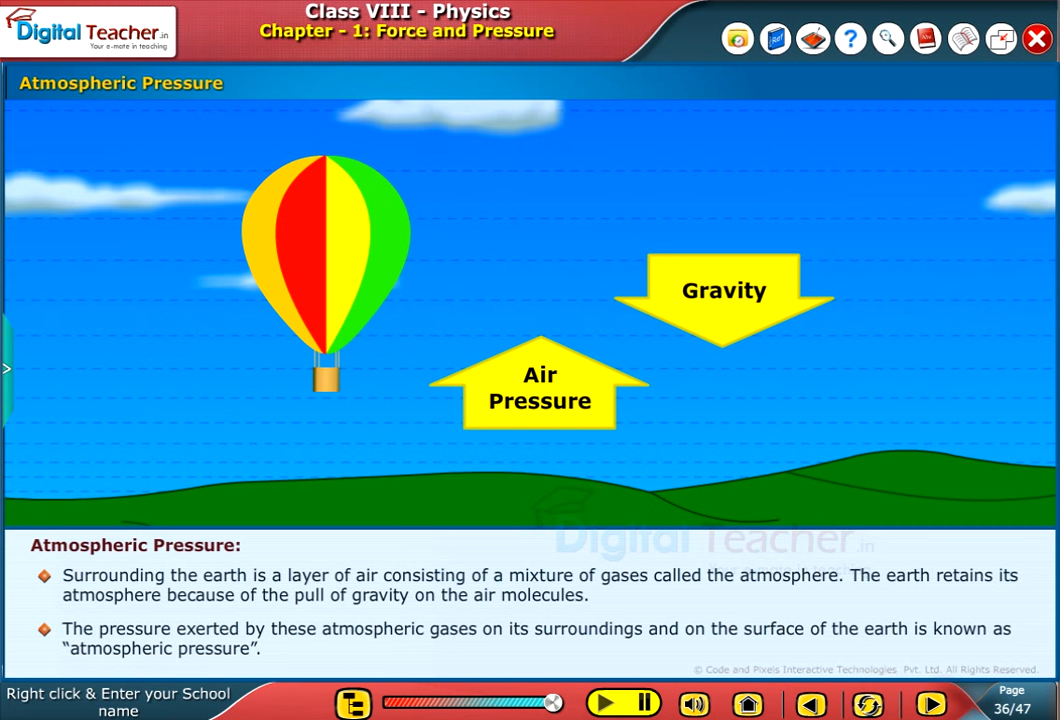 Digital Teacher.in
Your e-mate in teaching
Class VIII - Physics
Chapter - 1: Force and Pressure
Ref
?
Abc
Atmospheric Pressure
Gravity
Air
Pressure
>
Digital Teacher.in
Atmospheric Pressure:
Surrounding the earth is a layer of air consisting of a mixture of gases called the atmosphere. The earth retains its
atmosphere because of the pull of gravity on the air molecules.
The pressure exerted by these atmospheric gases on its surroundings and on the surface of the earth is known as
“atmospheric pressure”.
© Code and Pixels Interactive Technologies Pvt. Ltd. All Rights Reserved.
Right click & Enter your School
name
Page
36/47